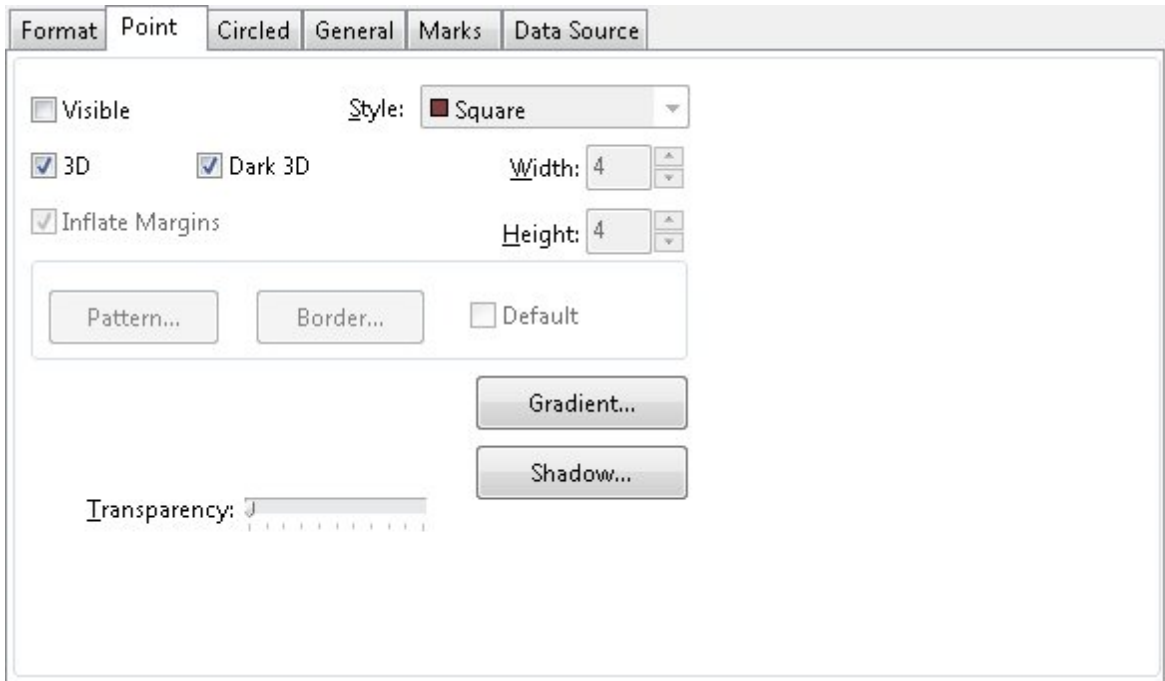 Format Point Circled General Marks Data Source
Visible Style: Square
3D Dark 3D Width: 4
Inflate Margins Height: 4
Pattern... Border... Default
Gradient...
Shadow...
Transparency: